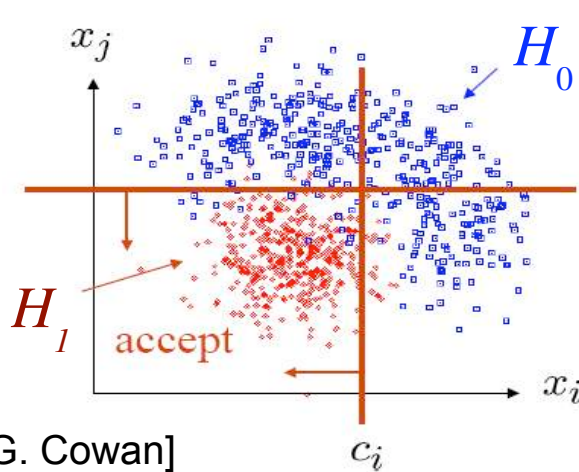 x_j
H_0
H_1
accept
x_i
G. Cowan]
c_i